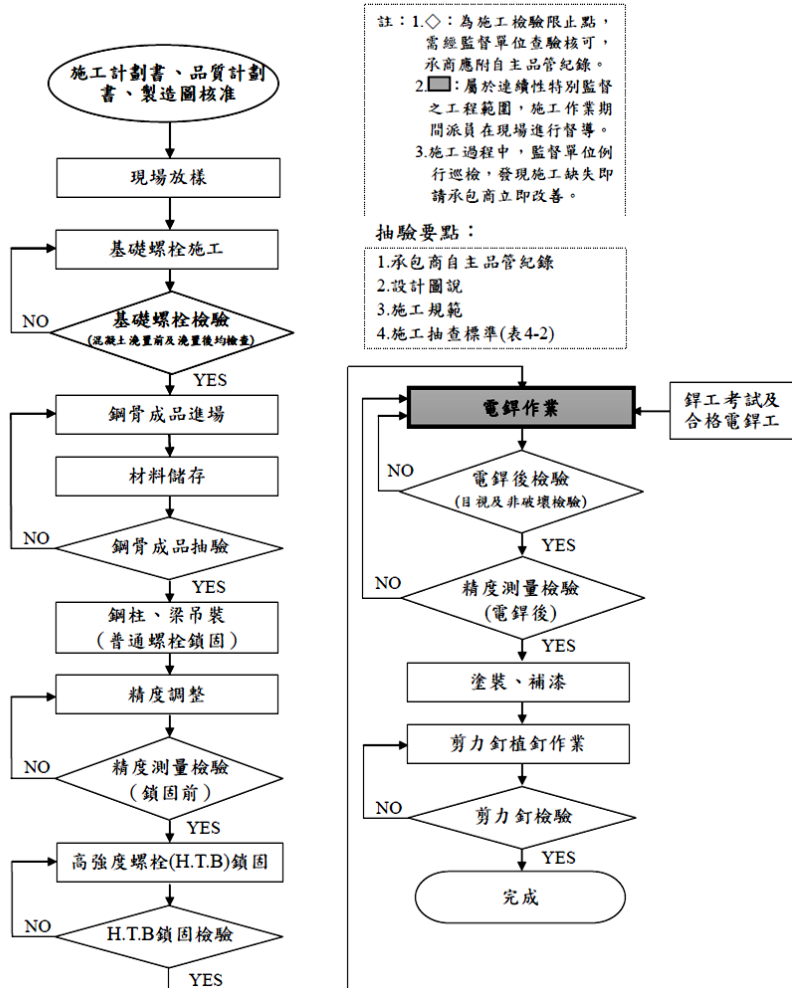 施工計劃書、品質計劃
書、製造圖核准
現場放樣
基礎螺栓施工
NO
基礎螺栓檢驗
(混凝土澆置前及澆置後均檢查)
YES
鋼骨成品進場
材料儲存
NO
鋼骨成品抽驗
YES
鋼柱、梁吊裝
(普通螺栓鎖固)
精度調整
NO
精度測量檢驗
(鎖固前)
YES
高強度螺栓(H.T.B)鎖固
NO
H.T.B鎖固檢驗
YES
註：1.◇：為施工檢驗限止點，
需經監督單位查驗核可，
承商應附自主品管紀錄。
2.：屬於連續性特別監督
之工程範圍，施工作業期
間派員在現場進行督導。
3.施工過程中，監督單位例
行巡檢，發現施工缺失即
請承包商立即改善。
抽驗要點：
1.承包商自主品管紀錄
2.設計圖說
3.施工規範
4.施工抽查標準(表4-2)
電銲作業
銲工考試及
合格電銲工
NO
電銲後檢驗
(目視及非破壞檢驗)
YES
NO
精度測量檢驗
(電銲後)
YES
塗裝、補漆
剪力釘植釘作業
NO
剪力釘檢驗
YES
完成